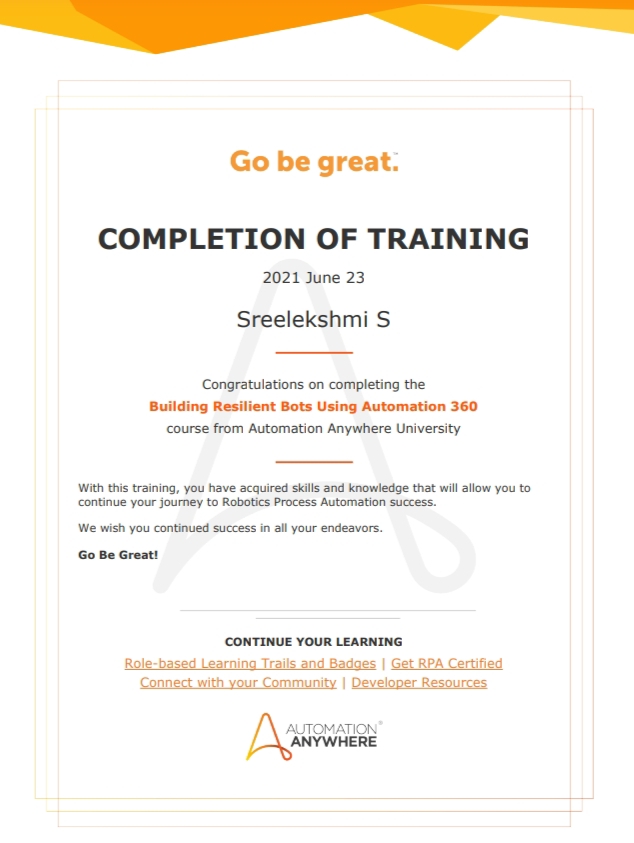 Go be great.™
COMPLETION OF TRAINING
2021 June 23
Sreelekshmi S
Congratulations on completing the
Building Resilient Bots Using Automation 360
course from Automation Anywhere University
With this training, you have acquired skills and knowledge that will allow you to
continue your journey to Robotics Process Automation success.
We wish you continued success in all your endeavors.
Go Be Great!
CONTINUE YOUR LEARNING
Role-based Learning Trails and Badges | Get RPA Certified
Connect with your Community | Developer Resources
AUTOMATION®
ANYWHERE